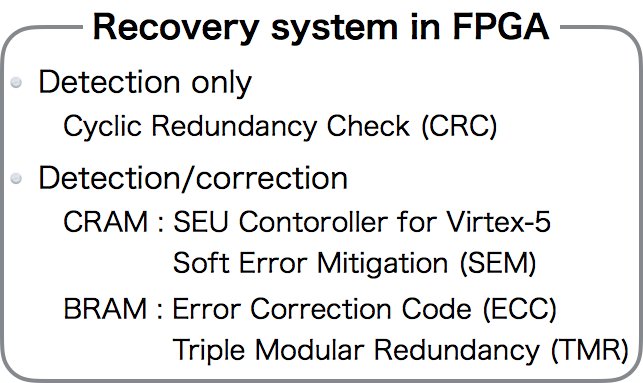 Recovery system in FPGA
Detection only
Cyclic Redundancy Check (CRC)
Detection/correction
CRAM : SEU Contoroller for Virtex-5
Soft Error Mitigation (SEM)
BRAM : Error Correction Code (ECC)
Triple Modular Redundancy (TMR)